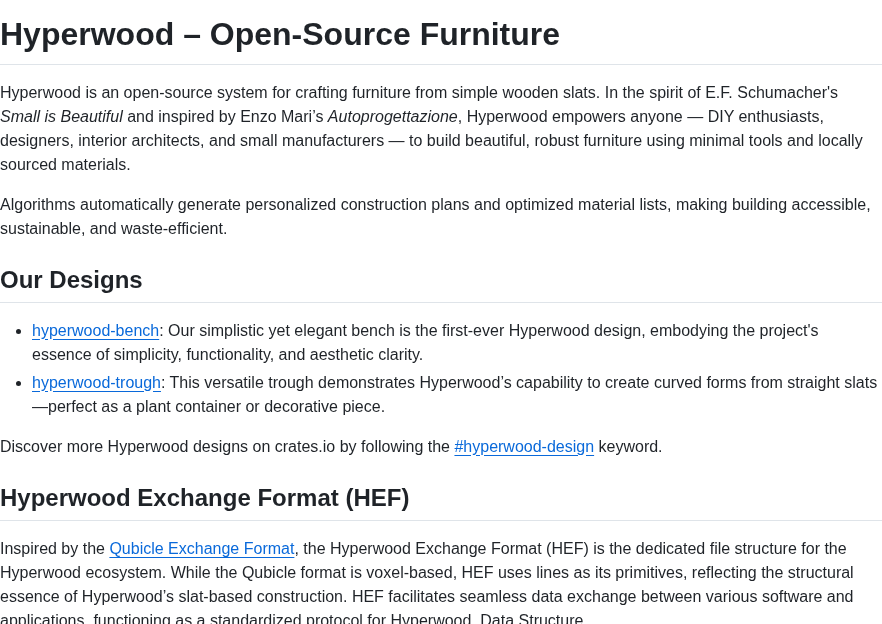 Hyperwood – Open-Source Furniture
Hyperwood is an open-source system for crafting furniture from simple wooden slats. In the spirit of E.F. Schumacher's
Small is Beautiful and inspired by Enzo Mari’s Autoprogettazione, Hyperwood empowers anyone — DIY enthusiasts,
designers, interior architects, and small manufacturers — to build beautiful, robust furniture using minimal tools and locally
sourced materials.
Algorithms automatically generate personalized construction plans and optimized material lists, making building accessible,
sustainable, and waste-efficient.
Our Designs
hyperwood-bench: Our simplistic yet elegant bench is the first-ever Hyperwood design, embodying the project's
essence of simplicity, functionality, and aesthetic clarity.
hyperwood-trough: This versatile trough demonstrates Hyperwood’s capability to create curved forms from straight slats
—perfect as a plant container or decorative piece.
Discover more Hyperwood designs on crates.io by following the #hyperwood-design keyword.
Hyperwood Exchange Format (HEF)
Inspired by the Qubicle Exchange Format, the Hyperwood Exchange Format (HEF) is the dedicated file structure for the
Hyperwood ecosystem. While the Qubicle format is voxel-based, HEF uses lines as its primitives, reflecting the structural
essence of Hyperwood’s slat-based construction. HEF facilitates seamless data exchange between various software and
applications, functioning as a standardized protocol for Hyperwood. Data Structure